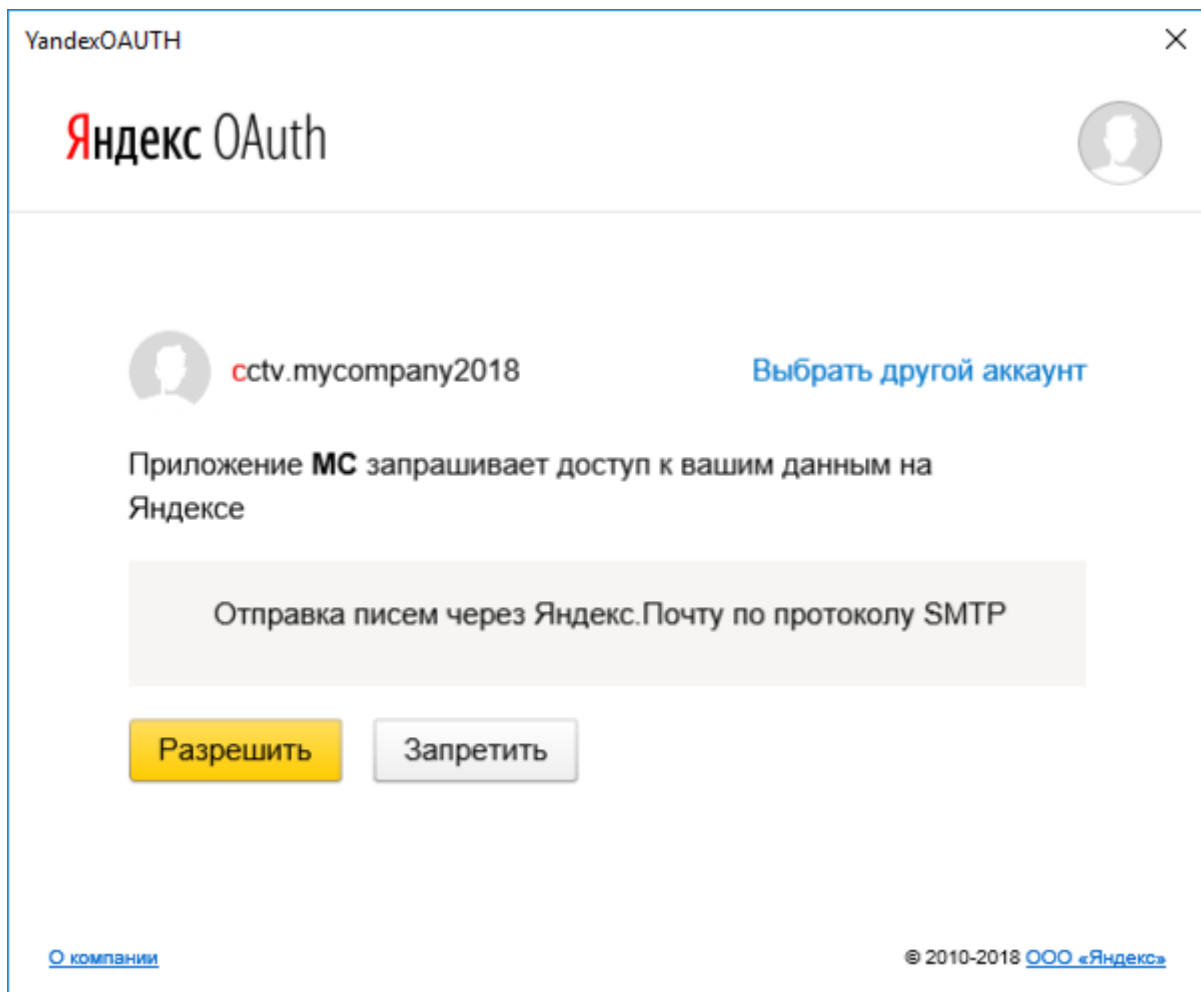 YandexOAUTH
Яндекс OAuth
cctv.mycompany2018
Выбрать другой аккаунт
Приложение МС запрашивает доступ к вашим данным на
Яндексе
Отправка писем через Яндекс.Почту по протоколу SMTP
Разрешить
Запретить
О компании
© 2010-2018 ООО «Яндекс»